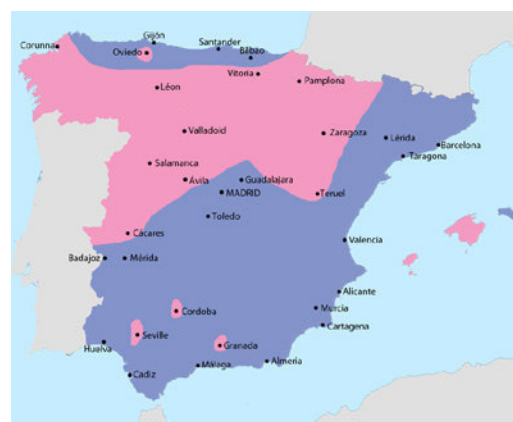 Gijón
Corunna
Oviedo
Santander
Bilbao
Vitoria
Pamplona
Léon
Valladoid
Zaragoza
Lérida
Barcelona
Taragona
Salamanca
Ávila
Guadalajara
MADRID
Teruel
Toledo
Cácares
Valencia
Badajoz
Mérida
Alicante
Cordoba
Murcia
Cartagena
Seville
Huelva
Granada
Málaga
Almeria
Cadiz